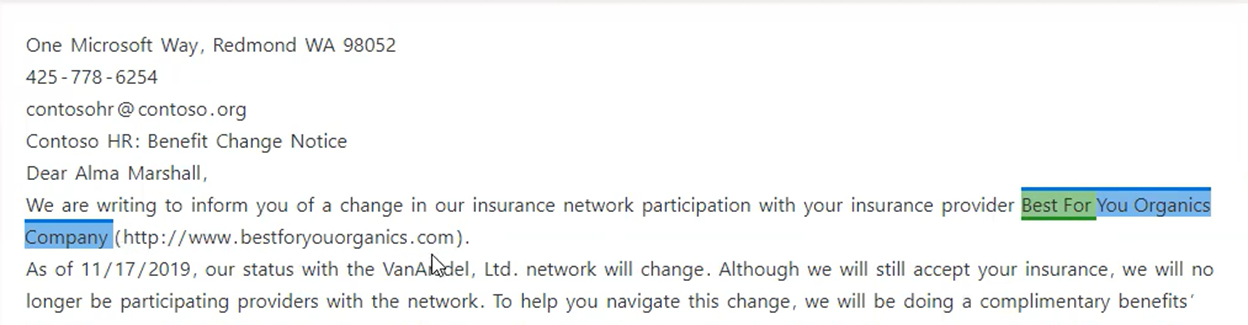 One Microsoft Way, Redmond WA 98052
425-778-6254
contosohr@contoso.org
Contoso HR: Benefit Change Notice
Dear Alma Marshall,
We are writing to inform you of a change in our insurance network participation with your insurance provider Best For You Organics
Company (http://www.bestforyouorganics.com).
As of 11/17/2019, our status with the VanArsdel, Ltd. network will change. Although we will still accept your insurance, we will no
longer be participating providers with the network. To help you navigate this change, we will be doing a complimentary benefits'